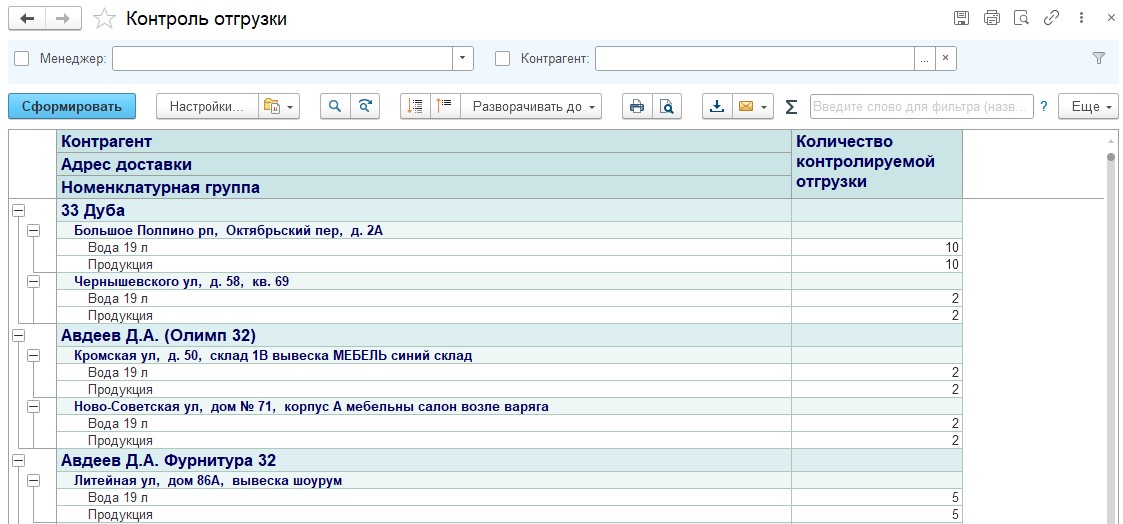 Контроль отгрузки
Менеджер: Контрагент: ... ×
Сформировать Настройки... Разворачивать до Σ Введите слово для фильтра (назв... ? Еще
Контрагент
Адрес доставки
Номенклатурная группа
Количество
контролируемой
отгрузки
33 Дуба
Большое Полпино рп, Октябрьский пер, д. 2А
Вода 19 л 10
Продукция 10
Чернышевского ул, д. 58, кв. 69
Вода 19 л 2
Продукция 2
Авдеев Д.А. (Олимп 32)
Кромская ул, д. 50, склад 1В вывеска МЕБЕЛЬ синий склад
Вода 19 л 2
Продукция 2
Ново-Советская ул, дом № 71, корпус А мебельны салон возле варяга
Вода 19 л 2
Продукция 2
Авдеев Д.А. Фурнитура 32
Литейная ул, дом 86А, вывеска шоурум
Вода 19 л 5
Продукция 5